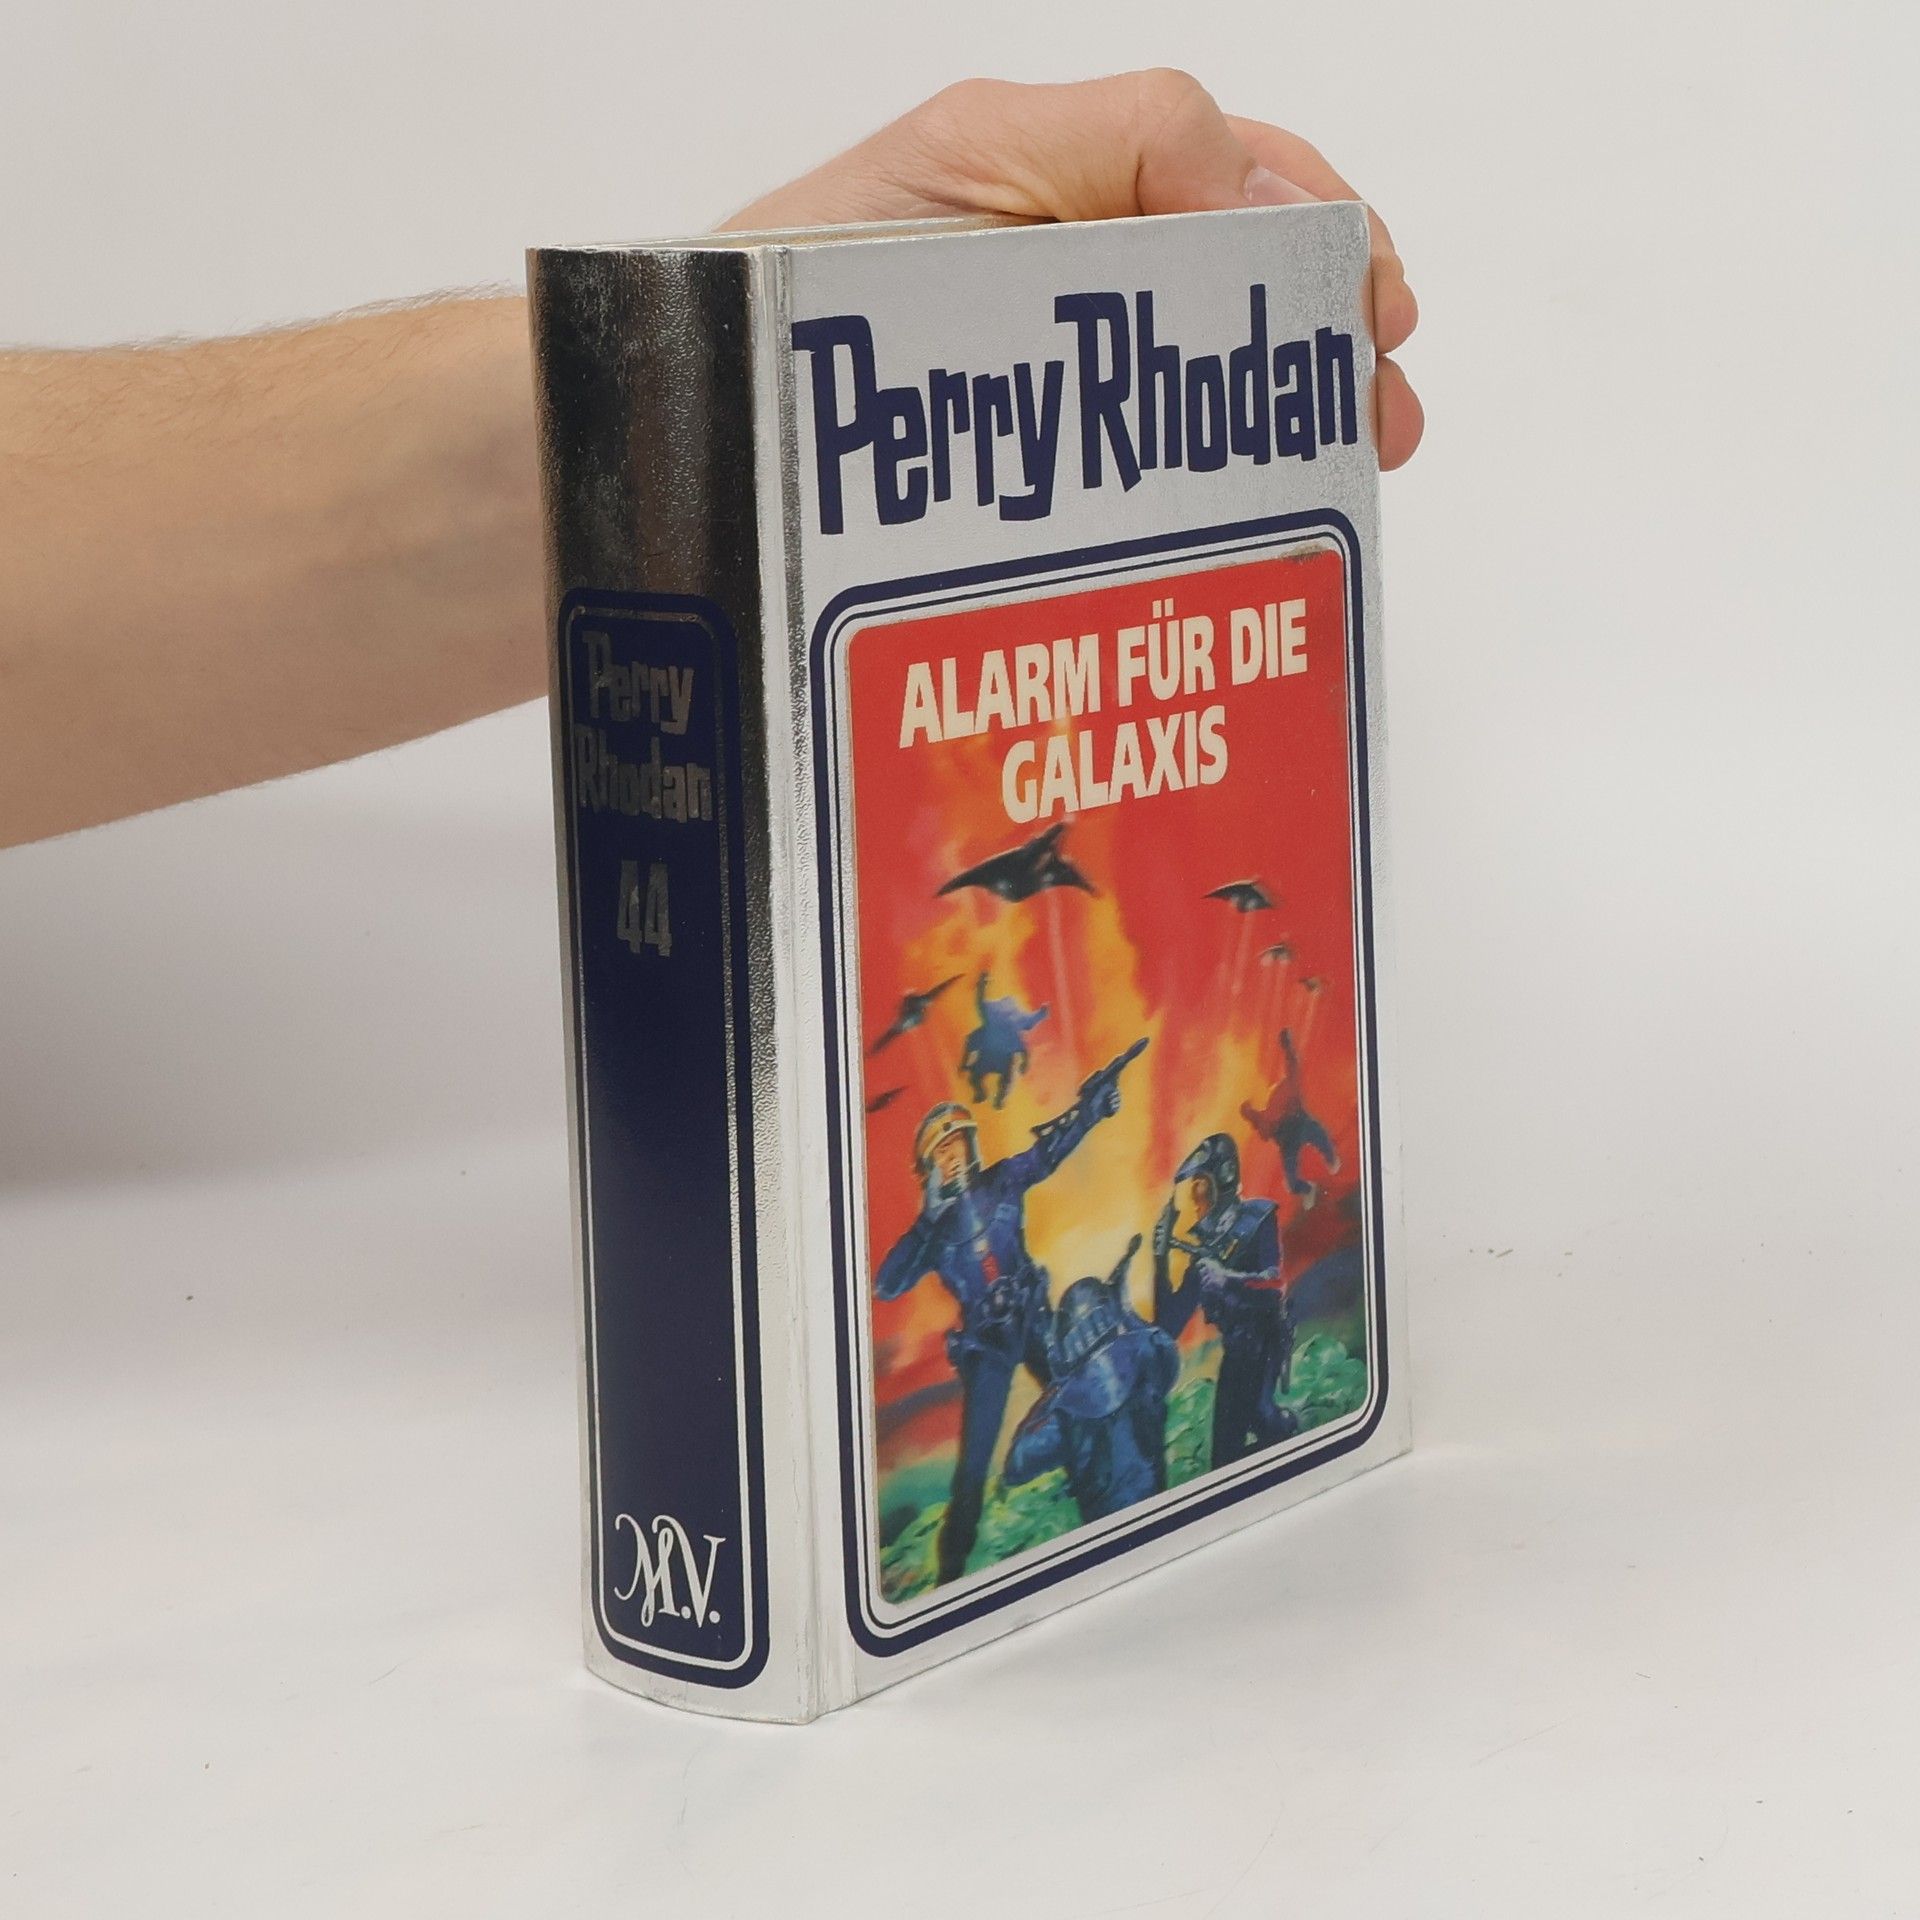 Perry Rhodan
ALARM FÜR DIE
GALAXIS
Perry
Rhodan
44
M.V.